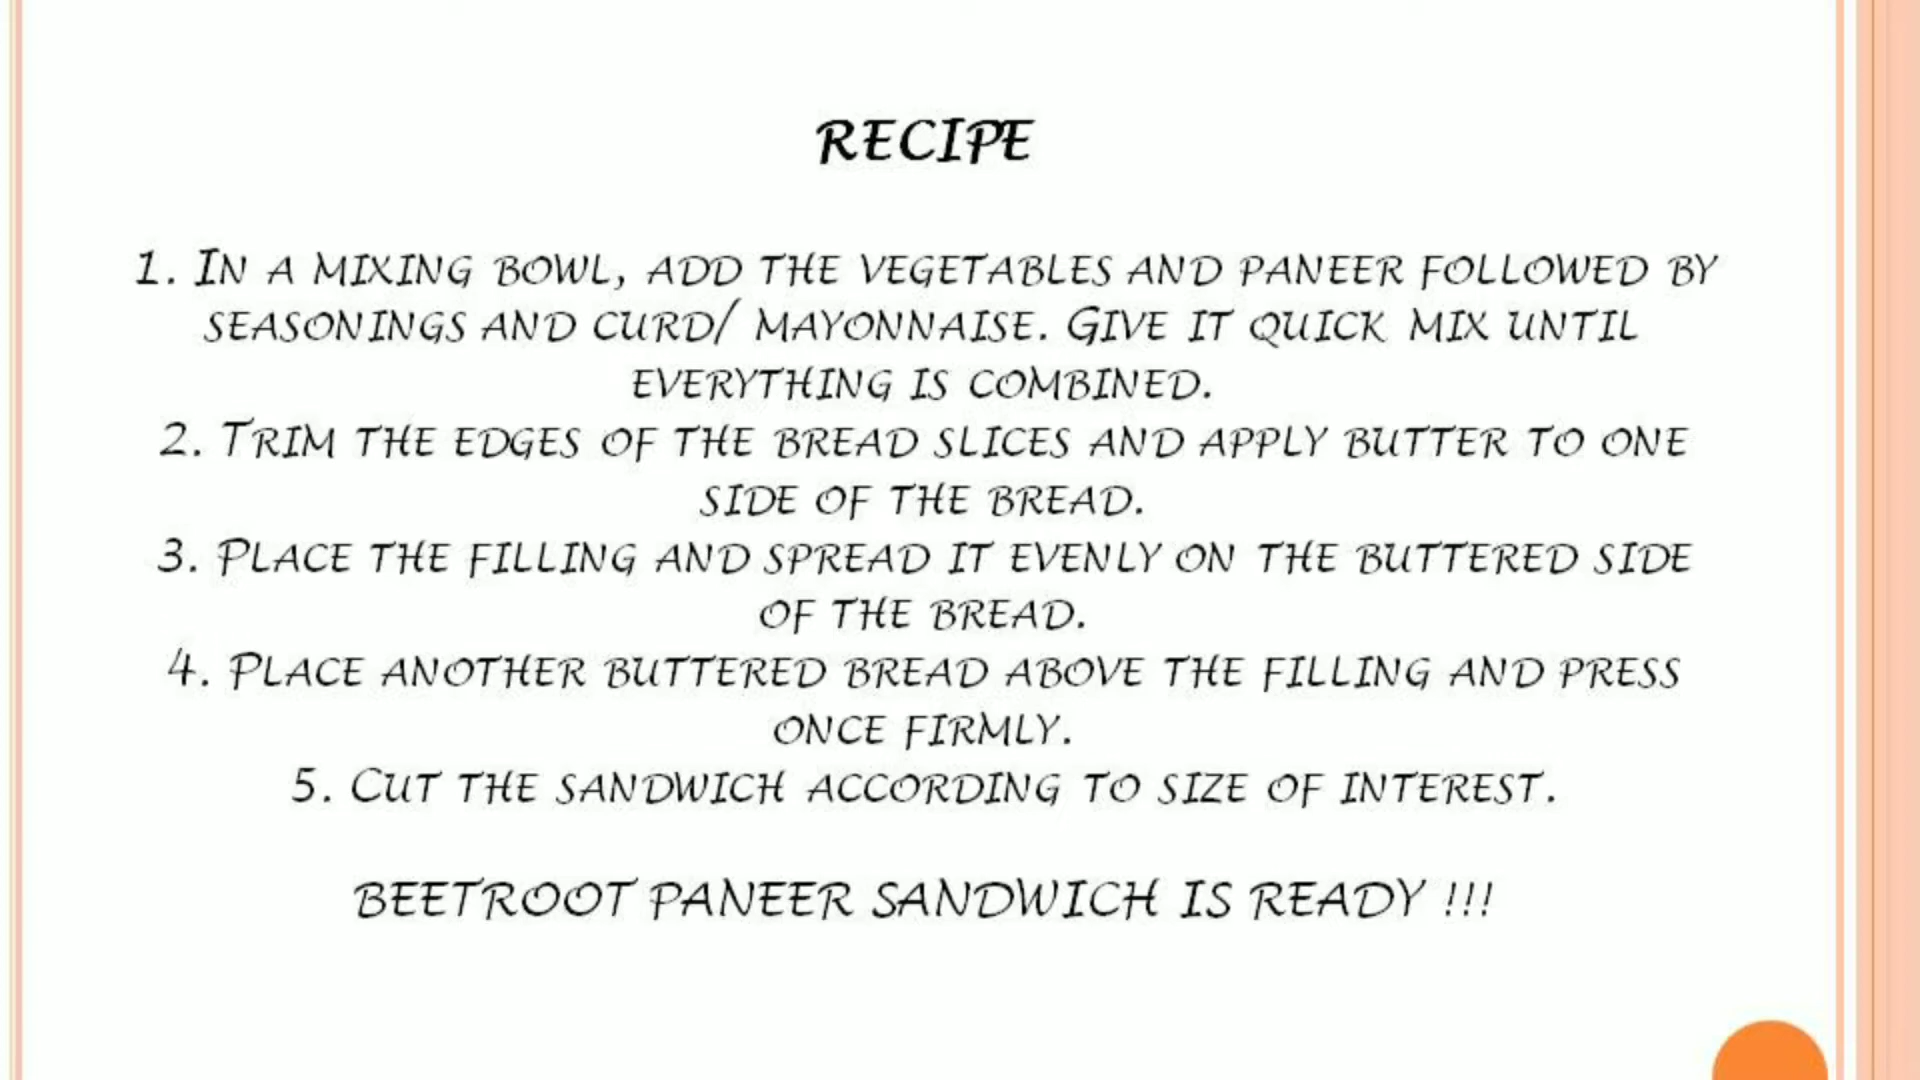 RECIPE
1. IN A MIXING BOWL, ADD THE VEGETABLES AND PANEER FOLLOWED BY
SEASONINGS AND CURD/ MAYONNAISE. GIVE IT QUICK MIX UNTIL
EVERYTHING IS COMBINED.
2. TRIM THE EDGES OF THE BREAD SLICES AND APPLY BUTTER TO ONE
SIDE OF THE BREAD.
3. PLACE THE FILLING AND SPREAD IT EVENLY ON THE BUTTERED SIDE
OF THE BREAD.
4. PLACE ANOTHER BUTTERED BREAD ABOVE THE FILLING AND PRESS
ONCE FIRMLY.
5. CUT THE SANDWICH ACCORDING TO SIZE OF INTEREST.
BEETROOT PANEER SANDWICH IS READY !!!